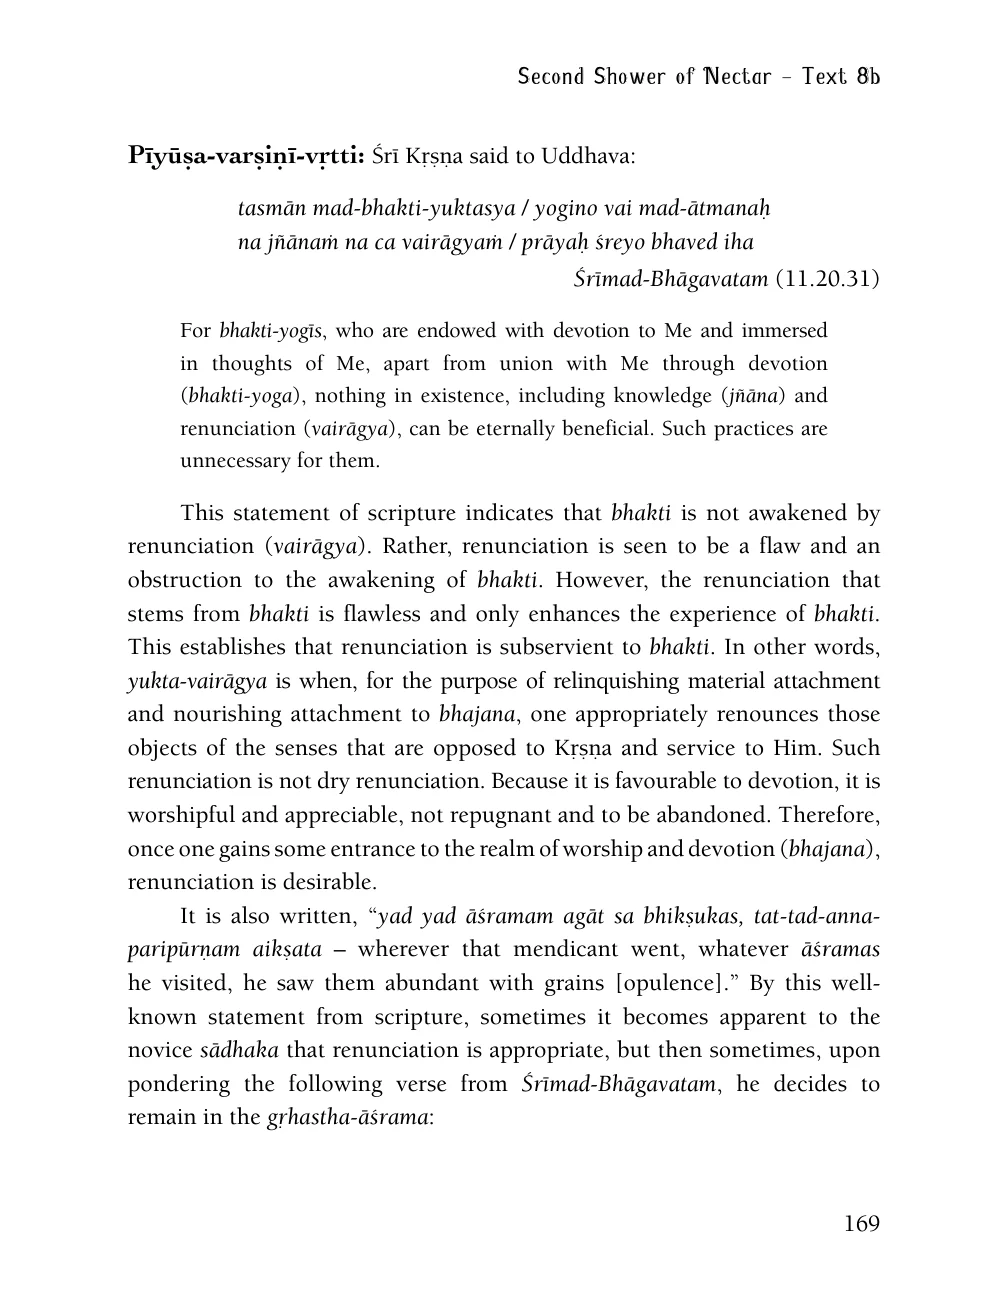 Second Shower of Nectar – Text 8b
Pīyūṣa-varṣiṇī-vṛtti: Śrī Kṛṣṇa said to Uddhava:
tasmān mad-bhakti-yuktasya / yogino vai mad-ātmanaḥ
na jñānaṁ na ca vairāgyaṁ / prāyaḥ śreyo bhaved iha
Śrīmad-Bhāgavatam (11.20.31)
For bhakti-yogīs, who are endowed with devotion to Me and immersed
in thoughts of Me, apart from union with Me through devotion
(bhakti-yoga), nothing in existence, including knowledge (jñāna) and
renunciation (vairāgya), can be eternally beneficial. Such practices are
unnecessary for them.
This statement of scripture indicates that bhakti is not awakened by
renunciation (vairāgya). Rather, renunciation is seen to be a flaw and an
obstruction to the awakening of bhakti. However, the renunciation that
stems from bhakti is flawless and only enhances the experience of bhakti.
This establishes that renunciation is subservient to bhakti. In other words,
yukta-vairāgya is when, for the purpose of relinquishing material attachment
and nourishing attachment to bhajana, one appropriately renounces those
objects of the senses that are opposed to Kṛṣṇa and service to Him. Such
renunciation is not dry renunciation. Because it is favourable to devotion, it is
worshipful and appreciable, not repugnant and to be abandoned. Therefore,
once one gains some entrance to the realm of worship and devotion (bhajana),
renunciation is desirable.
It is also written, “yad yad āśramam agāt sa bhikṣukas, tat-tad-anna-
paripūrṇam aikṣata – wherever that mendicant went, whatever āśramas
he visited, he saw them abundant with grains [opulence].” By this well-
known statement from scripture, sometimes it becomes apparent to the
novice sādhaka that renunciation is appropriate, but then sometimes, upon
pondering the following verse from Śrīmad-Bhāgavatam, he decides to
remain in the gṛhastha-āśrama:
169